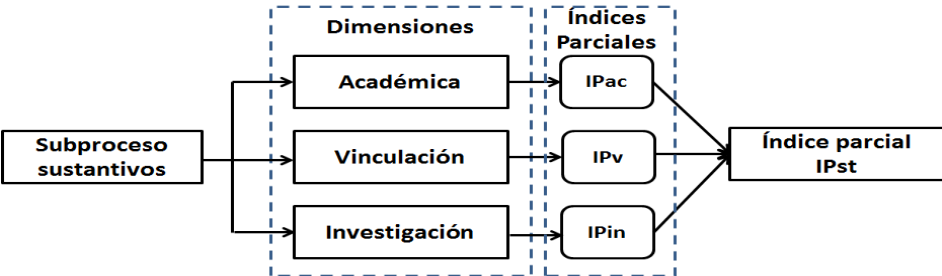 Dimensiones
Índices
Parciales
Académica
IPac
Subproceso
sustantivos
Vinculación
IPv
Índice parcial
IPst
Investigación
IPin